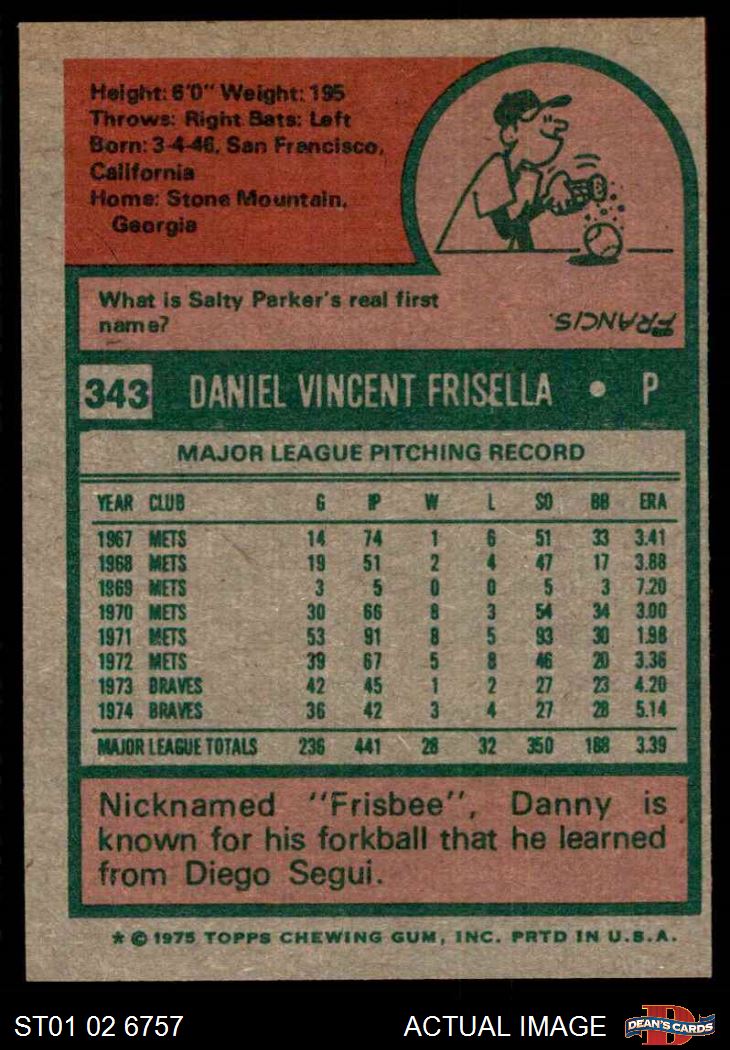 Height: 6'0" Weight: 195
Throws: Right Bats: Left
Born: 3-4-46, San Francisco,
California
Home: Stone Mountain,
Georgia
What is Salty Parker's real first
name?
FRANCIS.
343 DANIEL VINCENT FRISELLA • P
MAJOR LEAGUE PITCHING RECORD
YEAR CLUB G IP W L SO BB ERA
1967 METS 14 74 1 6 51 33 3.41
1968 METS 19 51 2 4 47 17 3.88
1969 METS 3 5 0 0 5 3 7.20
1970 METS 30 66 8 3 54 34 3.00
1971 METS 53 91 8 5 93 30 1.98
1972 METS 39 67 5 8 46 20 3.36
1973 BRAVES 42 45 1 2 27 23 4.20
1974 BRAVES 36 42 3 4 27 28 5.14
MAJOR LEAGUE TOTALS 236 441 28 32 350 188 3.39
Nicknamed "Frisbee", Danny is
known for his forkball that he learned
from Diego Segui.
* © 1975 TOPPS CHEWING GUM, INC. PRTD IN U.S.A.
ST01 02 6757 ACTUAL IMAGE D DEAN'S CARDS